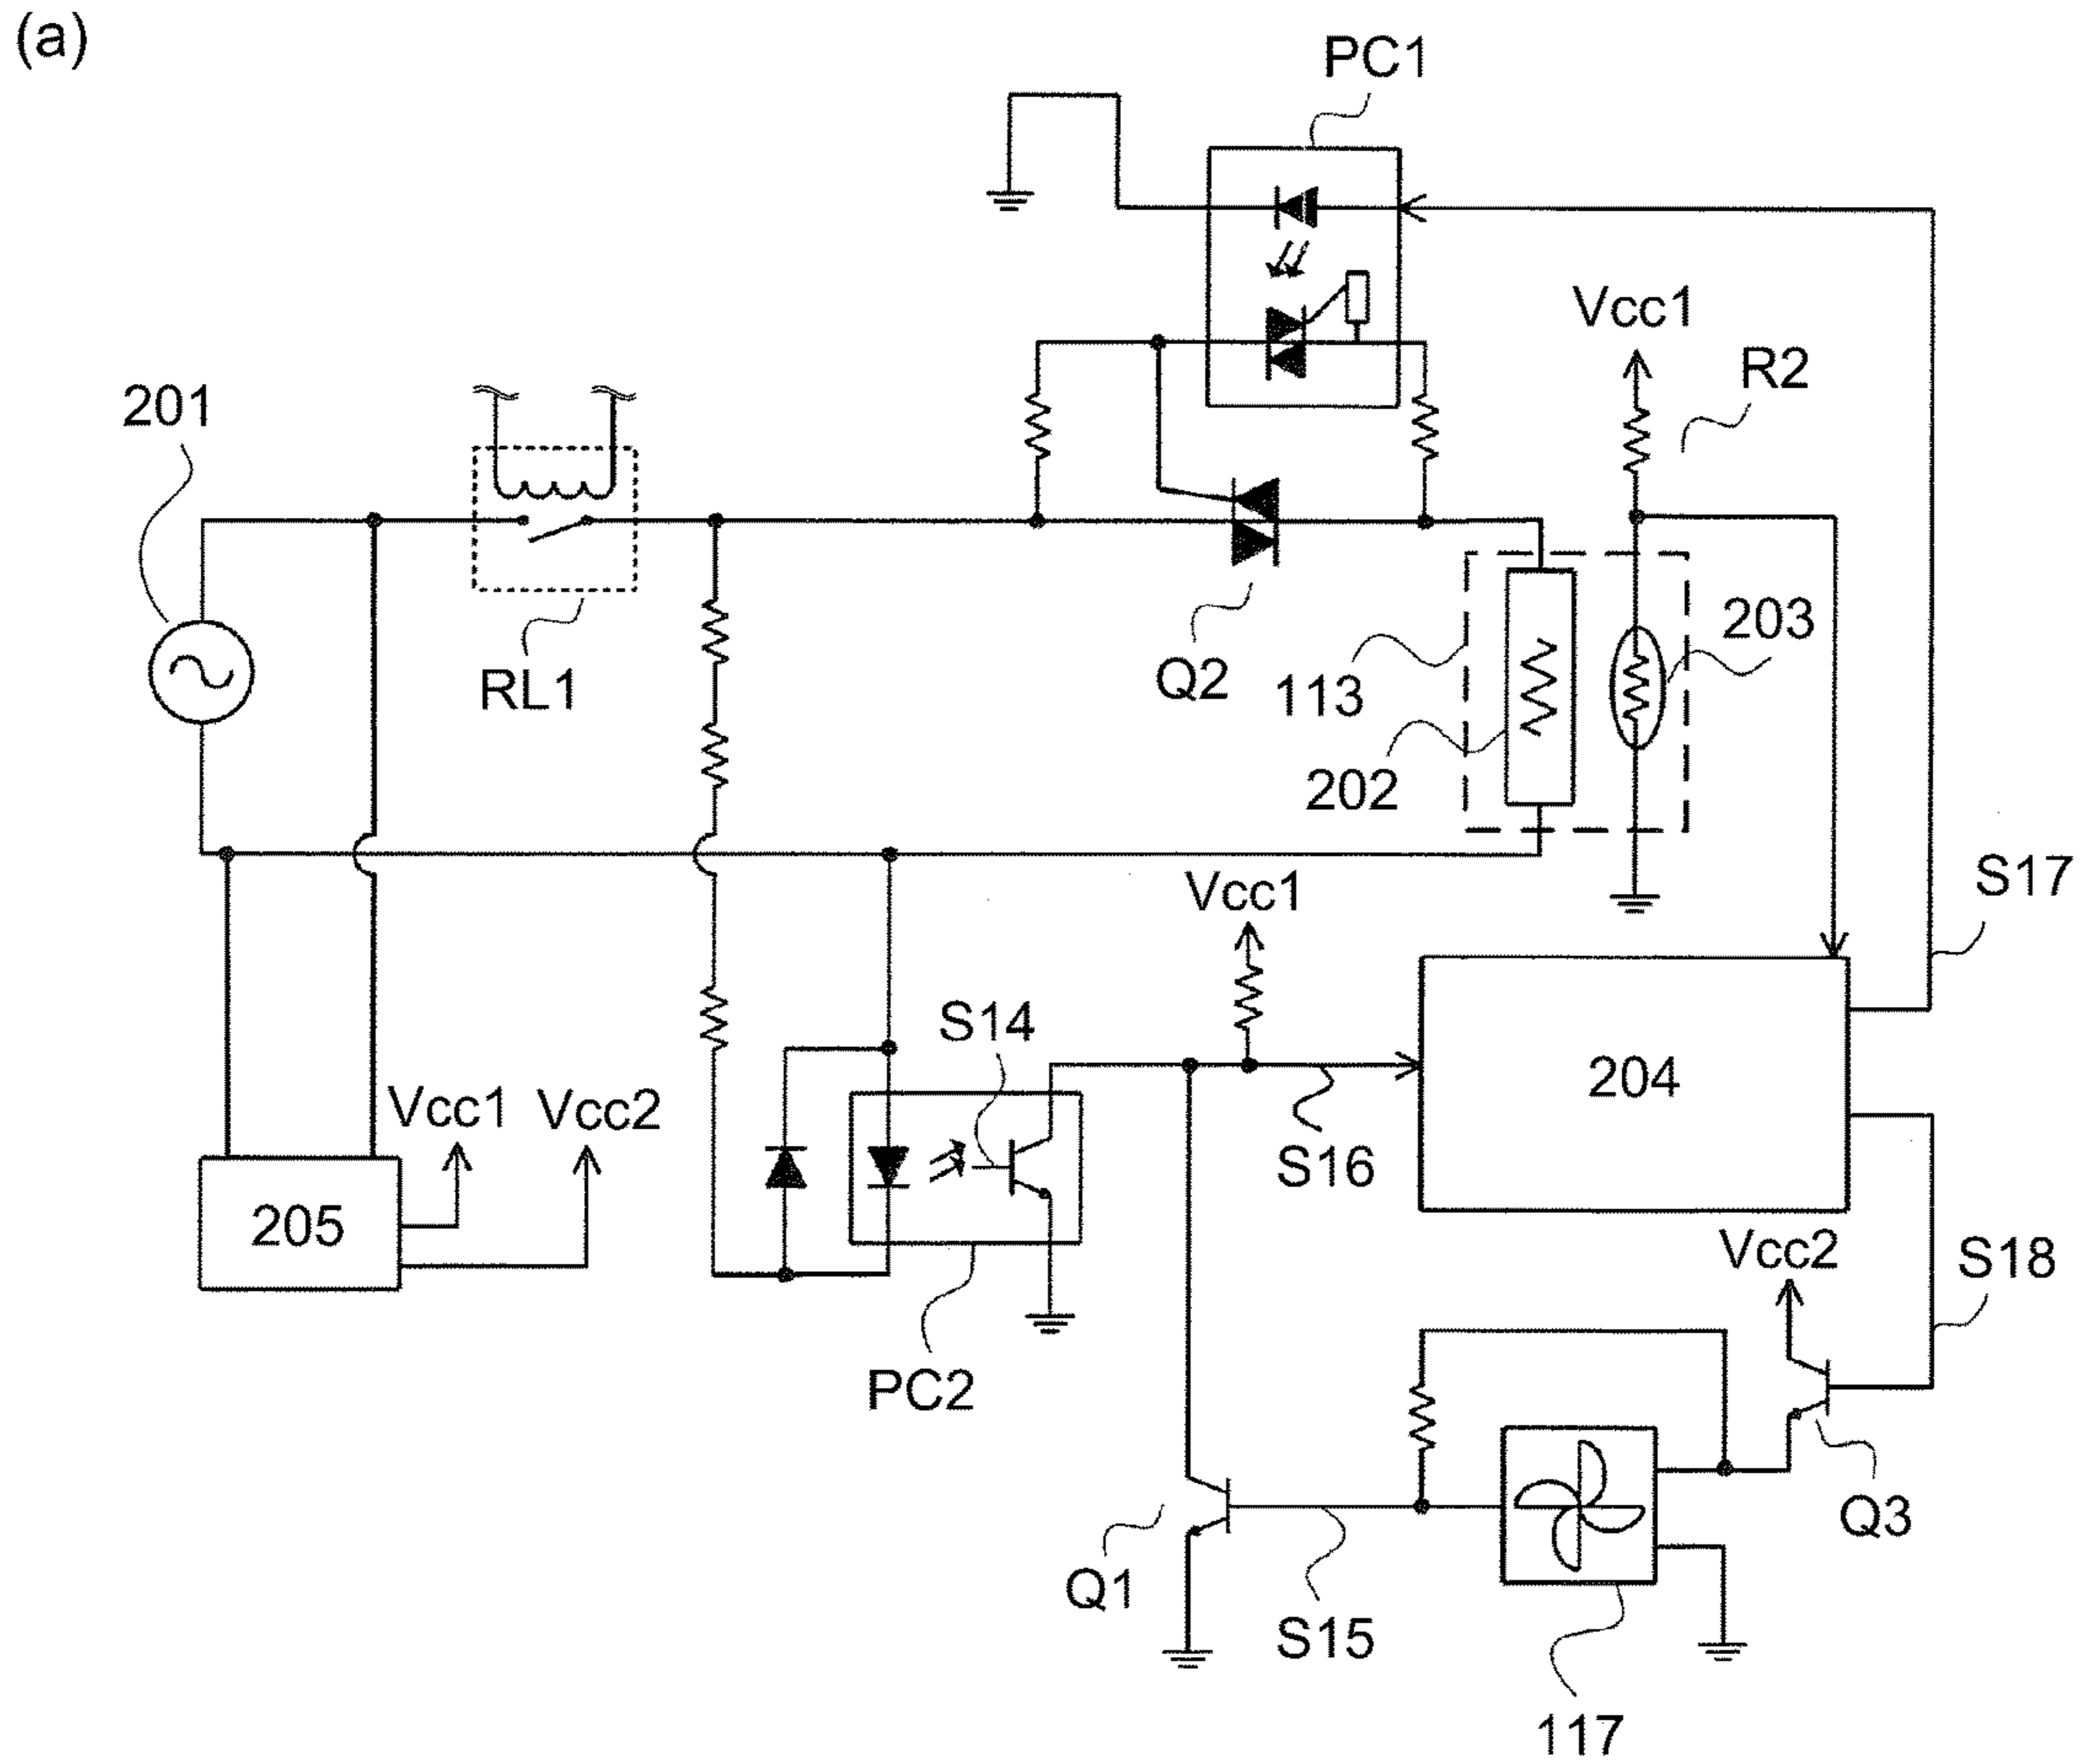 (a)
PC1
Vcc1
R2
201
RL1
Q2
113
203
202
S17
Vcc1
S14
204
Vcc1
Vcc2
S16
205
Vcc2
S18
PC2
Q3
Q1
S15
117